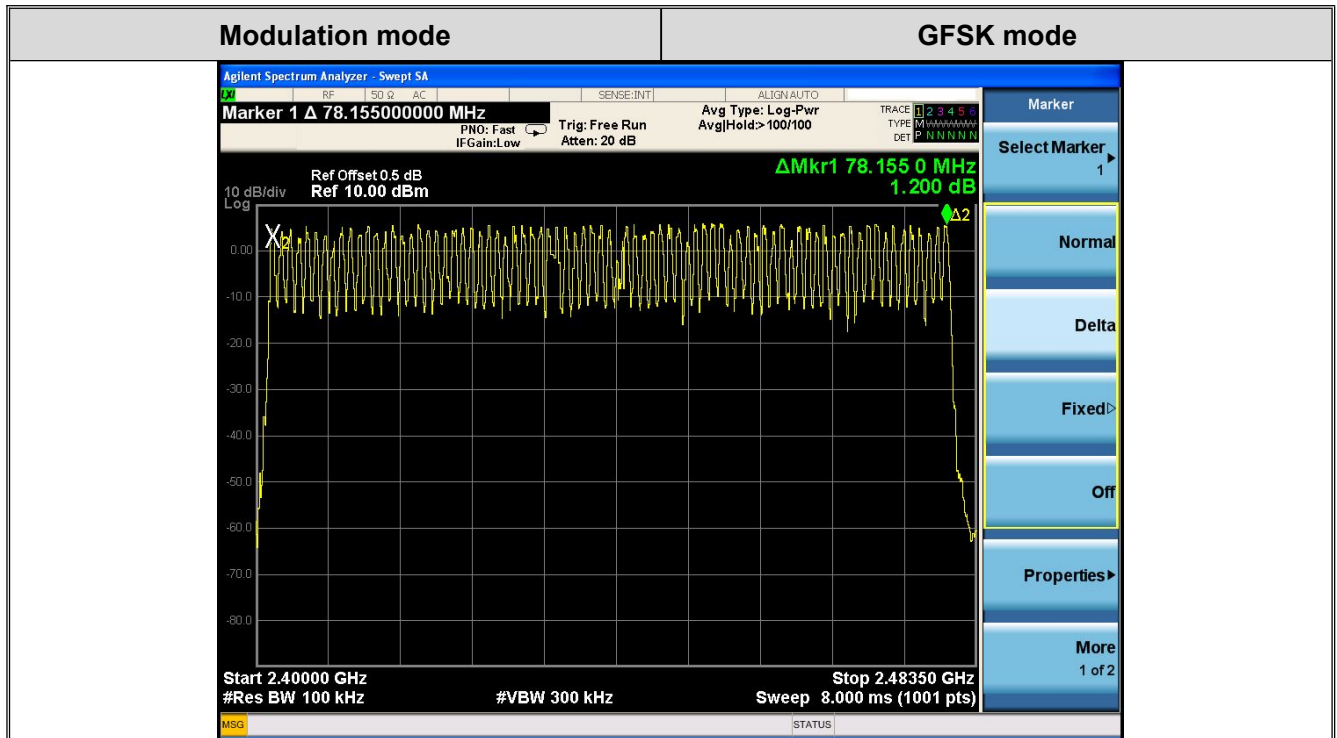 Modulation mode GFSK mode
Agilent Spectrum Analyzer - Swept SA
LXI RF 50 Ω AC SENSE:INT ALIGN AUTO
Marker 1 Δ 78.155000000 MHz
PNO: Fast
IFGain:Low
Trig: Free Run
Atten: 20 dB
Avg Type: Log-Pwr
Avg|Hold:>100/100
TRACE 1 2 3 4 5 6
TYPE M
DET P N N N N N
ΔMkr1 78.155 0 MHz
1.200 dB
Ref Offset 0.5 dB
10 dB/div Ref 10.00 dBm
Log
Δ2
X2
0.00
-10.0
-20.0
-30.0
-40.0
-50.0
-60.0
-70.0
-80.0
Start 2.40000 GHz Stop 2.48350 GHz
#Res BW 100 kHz #VBW 300 kHz Sweep 8.000 ms (1001 pts)
MSG STATUS
Marker
Select Marker
1
Normal
Delta
Fixed
Off
Properties
More
1 of 2